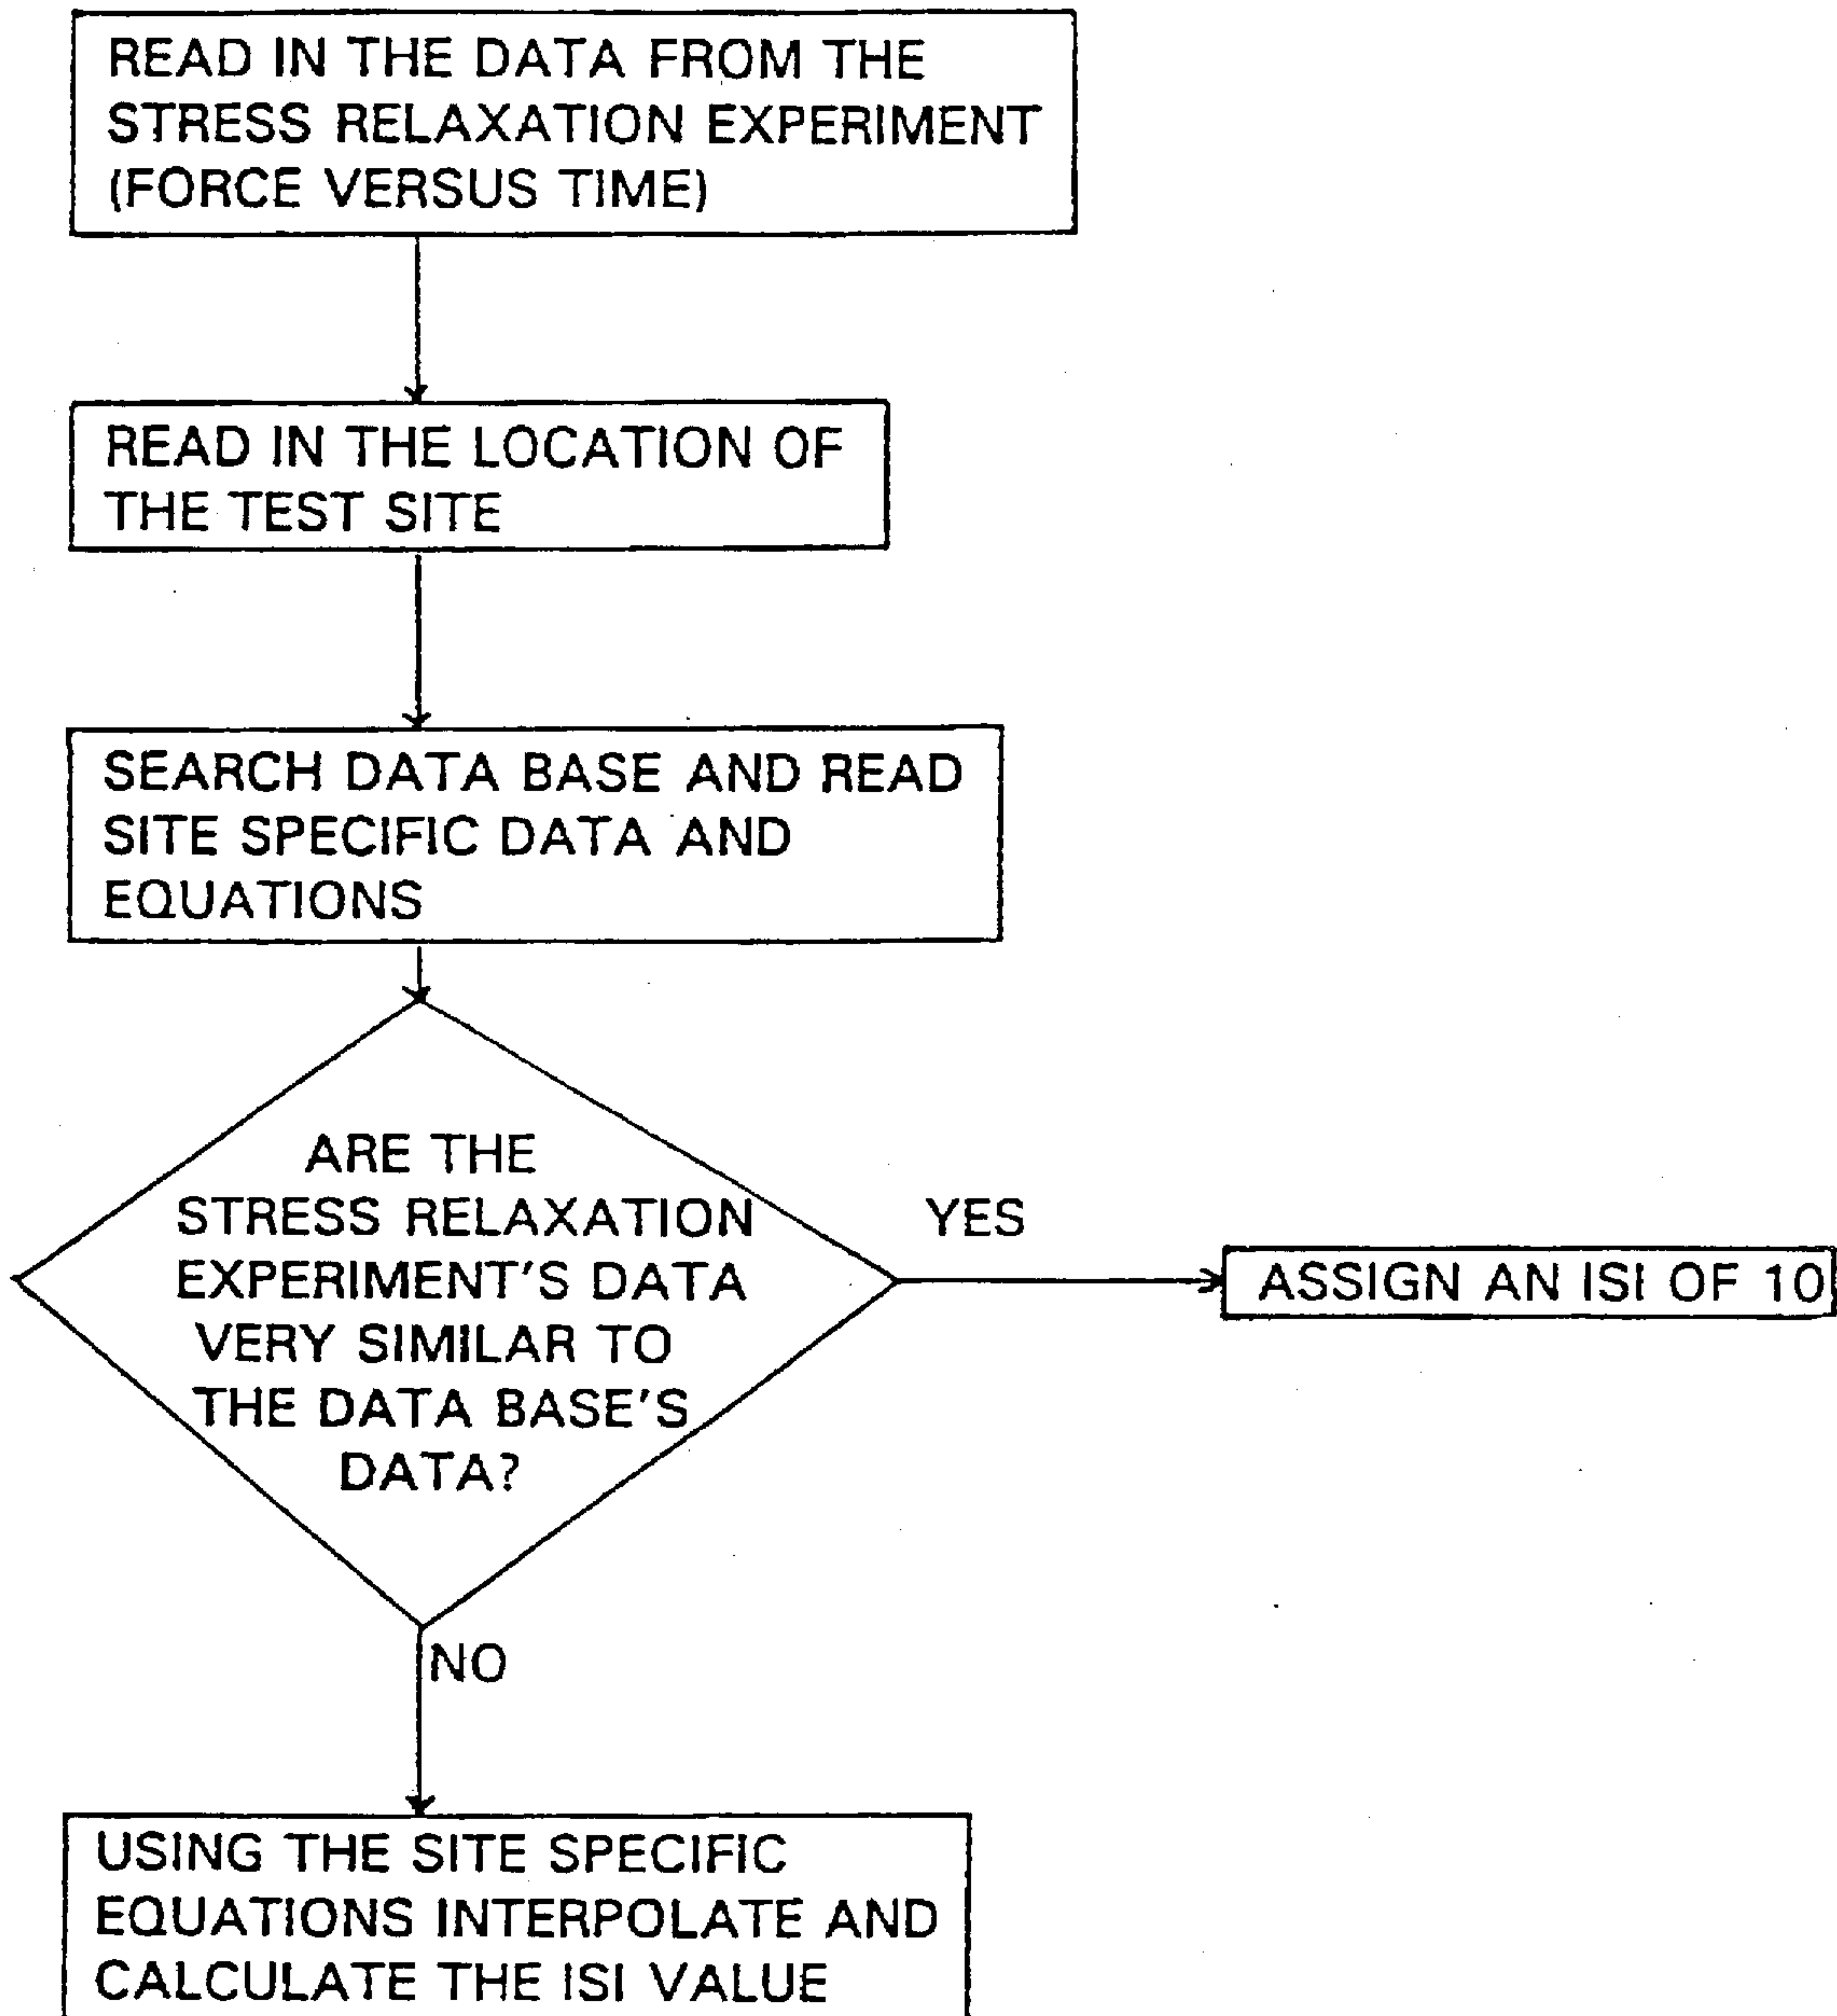 READ IN THE DATA FROM THE
STRESS RELAXATION EXPERIMENT
(FORCE VERSUS TIME)
READ IN THE LOCATION OF
THE TEST SITE
SEARCH DATA BASE AND READ
SITE SPECIFIC DATA AND
EQUATIONS
ARE THE
STRESS RELAXATION
EXPERIMENT'S DATA
VERY SIMILAR TO
THE DATA BASE'S
DATA?
YES
ASSIGN AN ISI OF 10
NO
USING THE SITE SPECIFIC
EQUATIONS INTERPOLATE AND
CALCULATE THE ISI VALUE